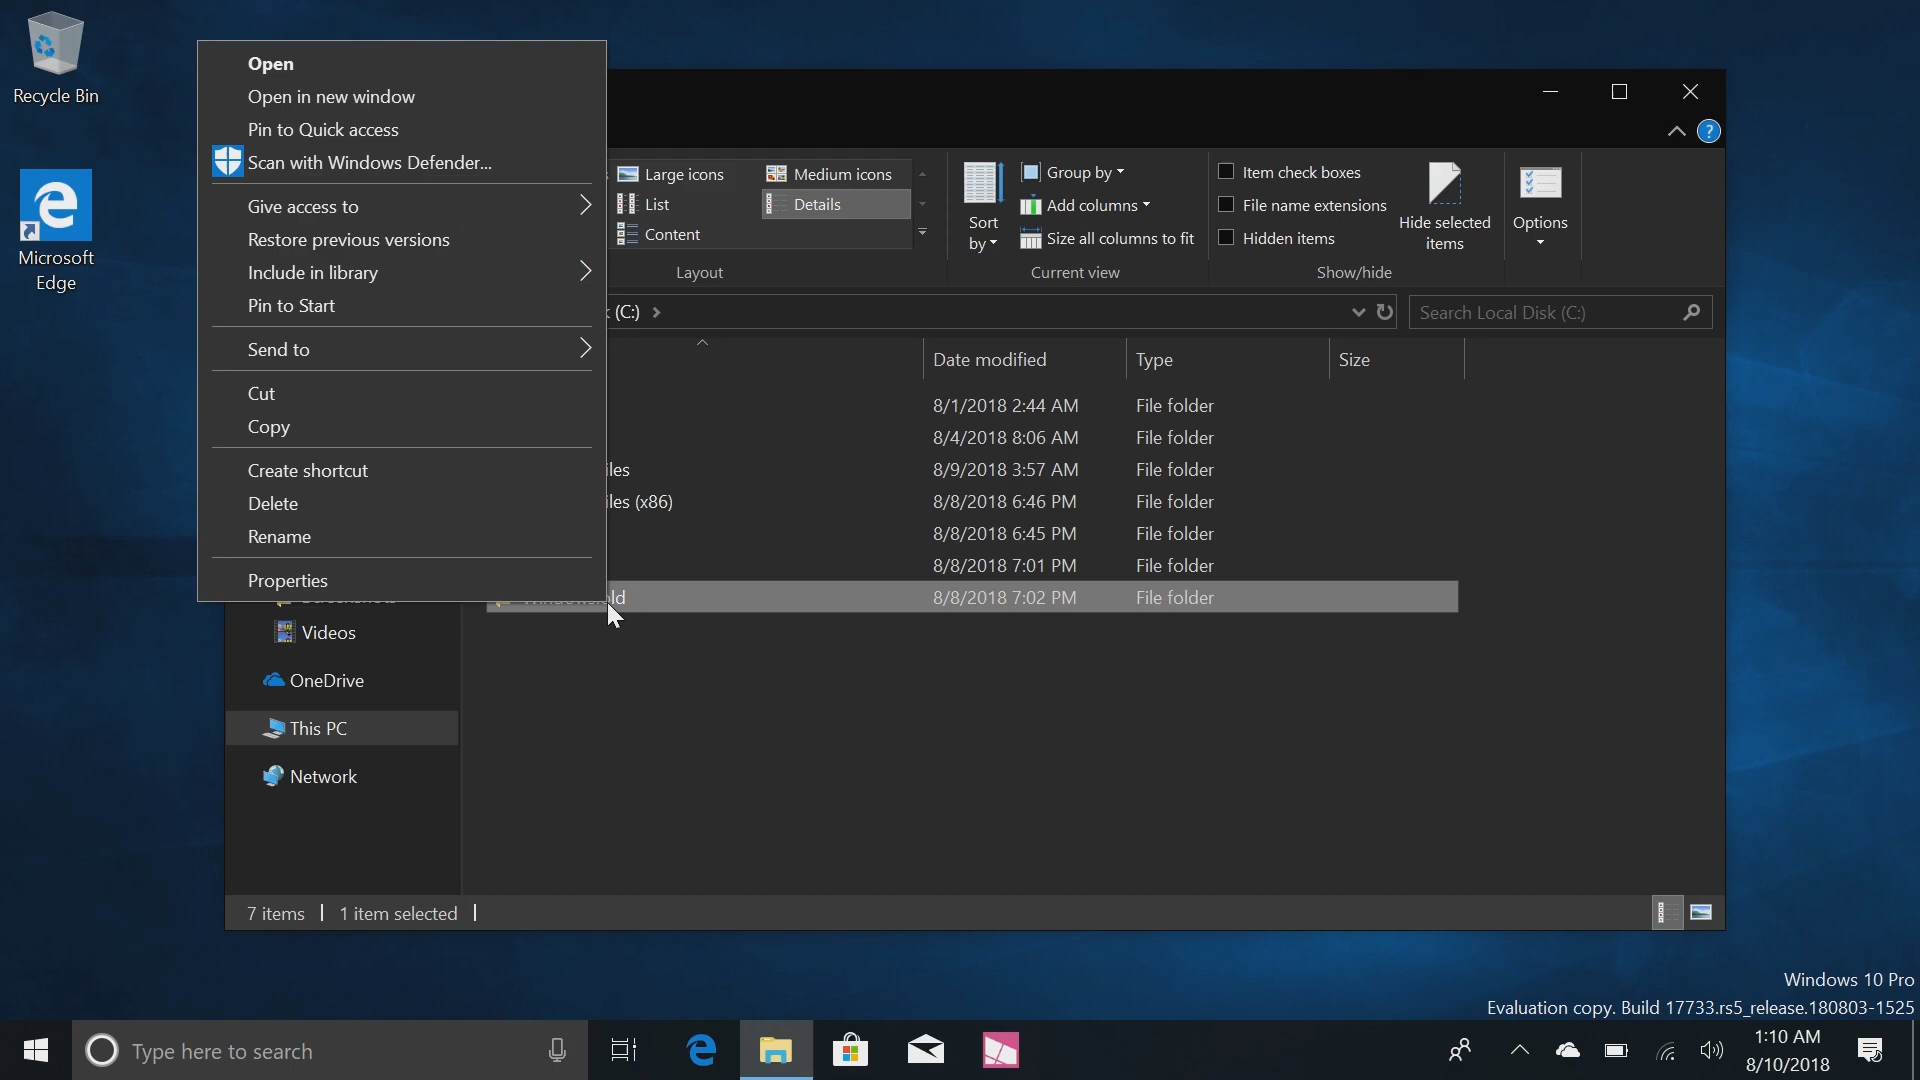 Recycle Bin
Microsoft
Edge
Open
Open in new window
Pin to Quick access
Scan with Windows Defender...
Give access to
Restore previous versions
Include in library
Pin to Start
Send to
Cut
Copy
Create shortcut
Delete
Rename
Properties
Large icons
Medium icons
List
Details
Content
Layout
Sort
by
Group by
Add columns
Size all columns to fit
Current view
Item check boxes
File name extensions
Hidden items
Hide selected
items
Show/hide
Options
(C:)
Search Local Disk (C:)
Date modified
Type
Size
8/1/2018 2:44 AM File folder
8/4/2018 8:06 AM File folder
iles 8/9/2018 3:57 AM File folder
iles (x86) 8/8/2018 6:46 PM File folder
8/8/2018 6:45 PM File folder
8/8/2018 7:01 PM File folder
8/8/2018 7:02 PM File folder
Videos
OneDrive
This PC
Network
7 items
1 item selected
Windows 10 Pro
Evaluation copy. Build 17733.rs5_release.180803-1525
Type here to search
1:10 AM
8/10/2018